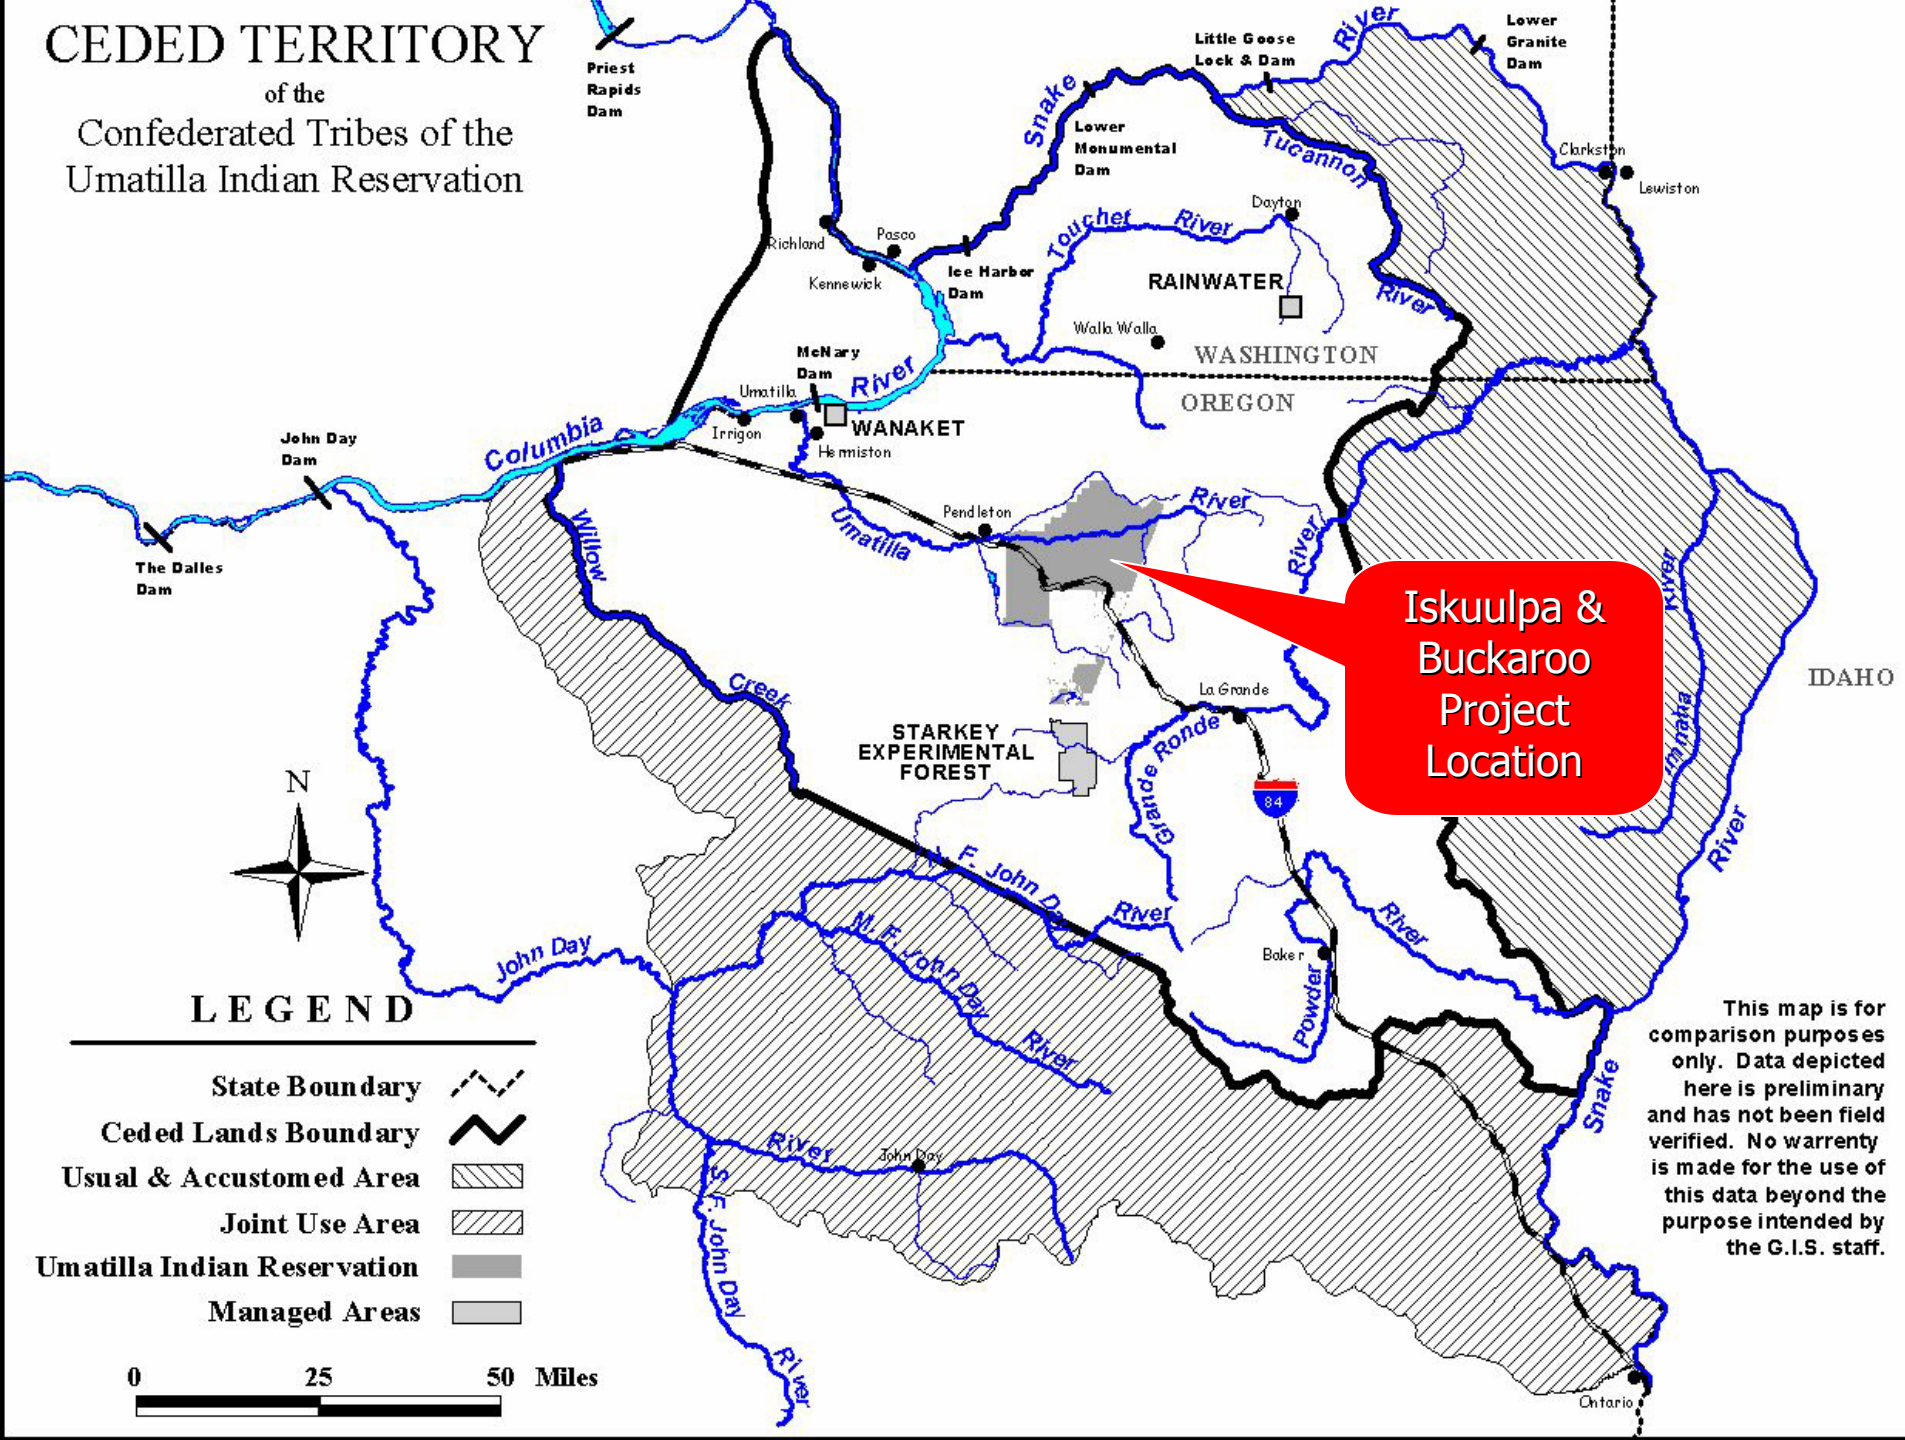 CEDED TERRITORY
of the
Confederated Tribes of the
Umatilla Indian Reservation
Priest
Rapids
Dam
Little Goose
Lock & Dam
River
Lower
Granite
Dam
Snake
Lower
Monumental
Dam
Tucannon
River
Clarkston
Lewiston
Dayton
Touchet River
Richland
Pasco
Kennewick
Ice Harbor
Dam
RAINWATER
Walla Walla
WASHINGTON
OREGON
McNary
Dam
River
Umatilla
Irrigon
WANAKET
Hermiston
Columbia
John Day
Dam
The Dalles
Dam
Willow
Creek
Umatilla
River
Pendleton
River
River
Iskuulpa &
Buckaroo
Project
Location
Imnaha
River
IDAHO
La Grande
Grande Ronde
STARKEY
EXPERIMENTAL
FOREST
84
N
N. F. John Day
River
M. F. John Day
River
River
Baker
Powder
River
John Day
Snake
River
John Day
S. F. John Day
River
Ontario
LEGEND
State Boundary
Ceded Lands Boundary
Usual & Accustomed Area
Joint Use Area
Umatilla Indian Reservation
Managed Areas
0 25 50 Miles
This map is for
comparison purposes
only. Data depicted
here is preliminary
and has not been field
verified. No warrenty
is made for the use of
this data beyond the
purpose intended by
the G.I.S. staff.